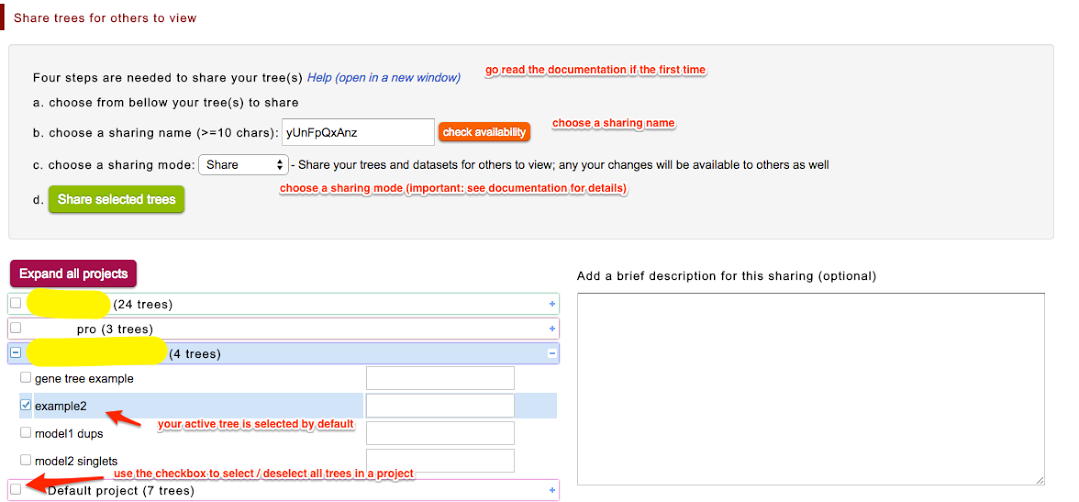 Share trees for others to view
Four steps are needed to share your tree(s) Help (open in a new window)
go read the documentation if the first time
a. choose from bellow your tree(s) to share
b. choose a sharing name (>=10 chars): yUnFpQxAnz check availability
choose a sharing name
c. choose a sharing mode: Share - Share your trees and datasets for others to view; any your changes will be available to others as well
choose a sharing mode (important: see documentation for details)
d. Share selected trees
Expand all projects
Add a brief description for this sharing (optional)
(24 trees) +
pro (3 trees) +
(4 trees) −
gene tree example
example2
your active tree is selected by default
model1 dups
model2 singlets
use the checkbox to select / deselect all trees in a project
Default project (7 trees) +